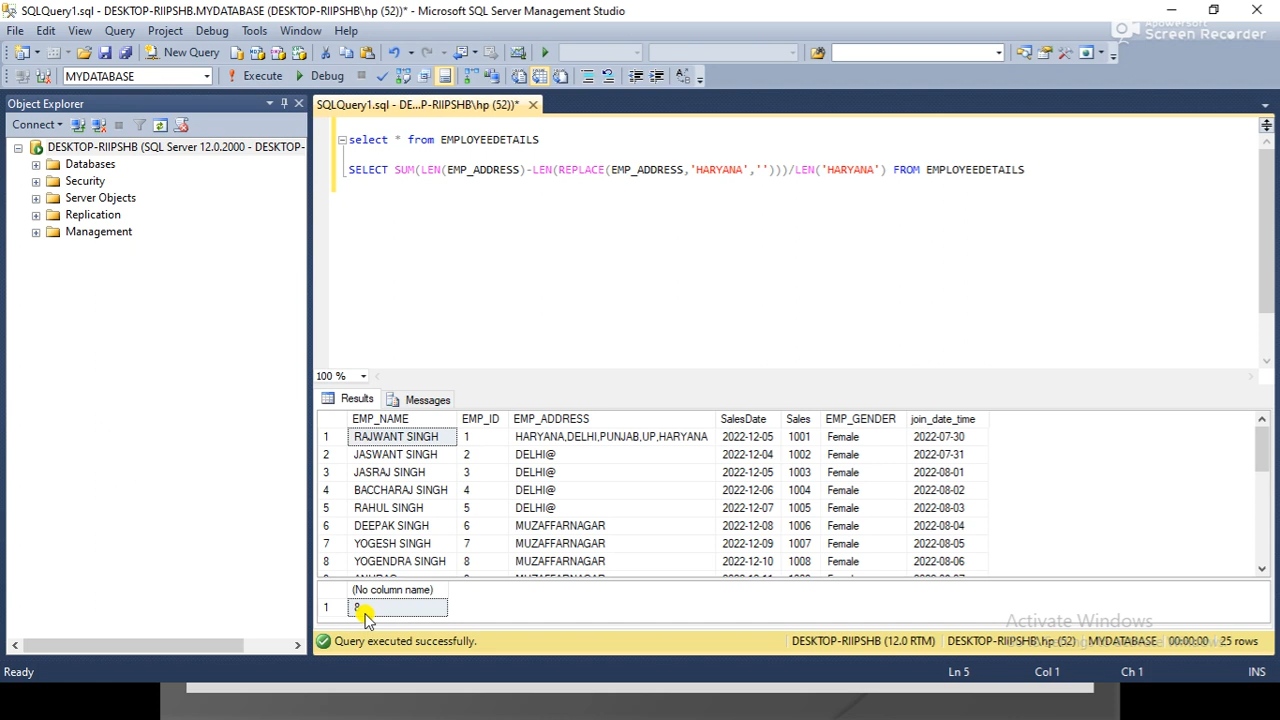 SQLQuery1.sql - DESKTOP-RIIPSHB.MYDATABASE (DESKTOP-RIIPSHB\hp (52))* - Microsoft SQL Server Management Studio
File Edit View Query Project Debug Tools Window Help
Apowersoft
Screen Recorder
New Query
MYDATABASE Execute Debug
Object Explorer
SQLQuery1.sql - DE...P-RIIPSHB\hp (52))*
Connect
DESKTOP-RIIPSHB (SQL Server 12.0.2000 - DESKTOP-
Databases
Security
Server Objects
Replication
Management
select * from EMPLOYEEDETAILS
SELECT SUM(LEN(EMP_ADDRESS)-LEN(REPLACE(EMP_ADDRESS,'HARYANA','')))/LEN('HARYANA') FROM EMPLOYEEDETAILS
100 %
Results Messages
EMP_NAME EMP_ID EMP_ADDRESS SalesDate Sales EMP_GENDER join_date_time
1 RAJWANT SINGH 1 HARYANA,DELHI,PUNJAB,UP,HARYANA 2022-12-05 1001 Female 2022-07-30
2 JASWANT SINGH 2 DELHI@ 2022-12-04 1002 Female 2022-07-31
3 JASRAJ SINGH 3 DELHI@ 2022-12-05 1003 Female 2022-08-01
4 BACCHARAJ SINGH 4 DELHI@ 2022-12-06 1004 Female 2022-08-02
5 RAHUL SINGH 5 DELHI@ 2022-12-07 1005 Female 2022-08-03
6 DEEPAK SINGH 6 MUZAFFARNAGAR 2022-12-08 1006 Female 2022-08-04
7 YOGESH SINGH 7 MUZAFFARNAGAR 2022-12-09 1007 Female 2022-08-05
8 YOGENDRA SINGH 8 MUZAFFARNAGAR 2022-12-10 1008 Female 2022-08-06
(No column name)
1 8
Activate Windows
Query executed successfully. DESKTOP-RIIPSHB (12.0 RTM) DESKTOP-RIIPSHB\hp (52) MYDATABASE 00:00:00 25 rows
Ready Ln 5 Col 1 Ch 1 INS